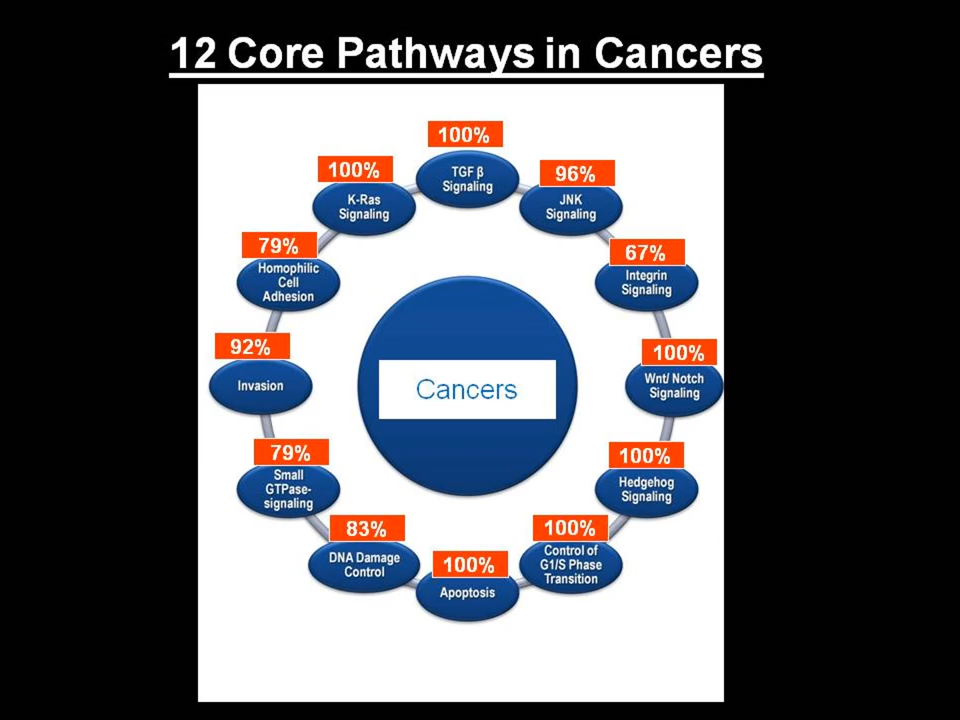 12 Core Pathways in Cancers
100%
TGF β
Signaling
96%
JNK
Signaling
67%
Integrin
Signaling
100%
Wnt/ Notch
Signaling
100%
Hedgehog
Signaling
100%
Control of
G1/S Phase
Transition
100%
Apoptosis
83%
DNA Damage
Control
79%
Small
GTPase-
signaling
92%
Invasion
79%
Homophilic
Cell
Adhesion
100%
K-Ras
Signaling
Cancers